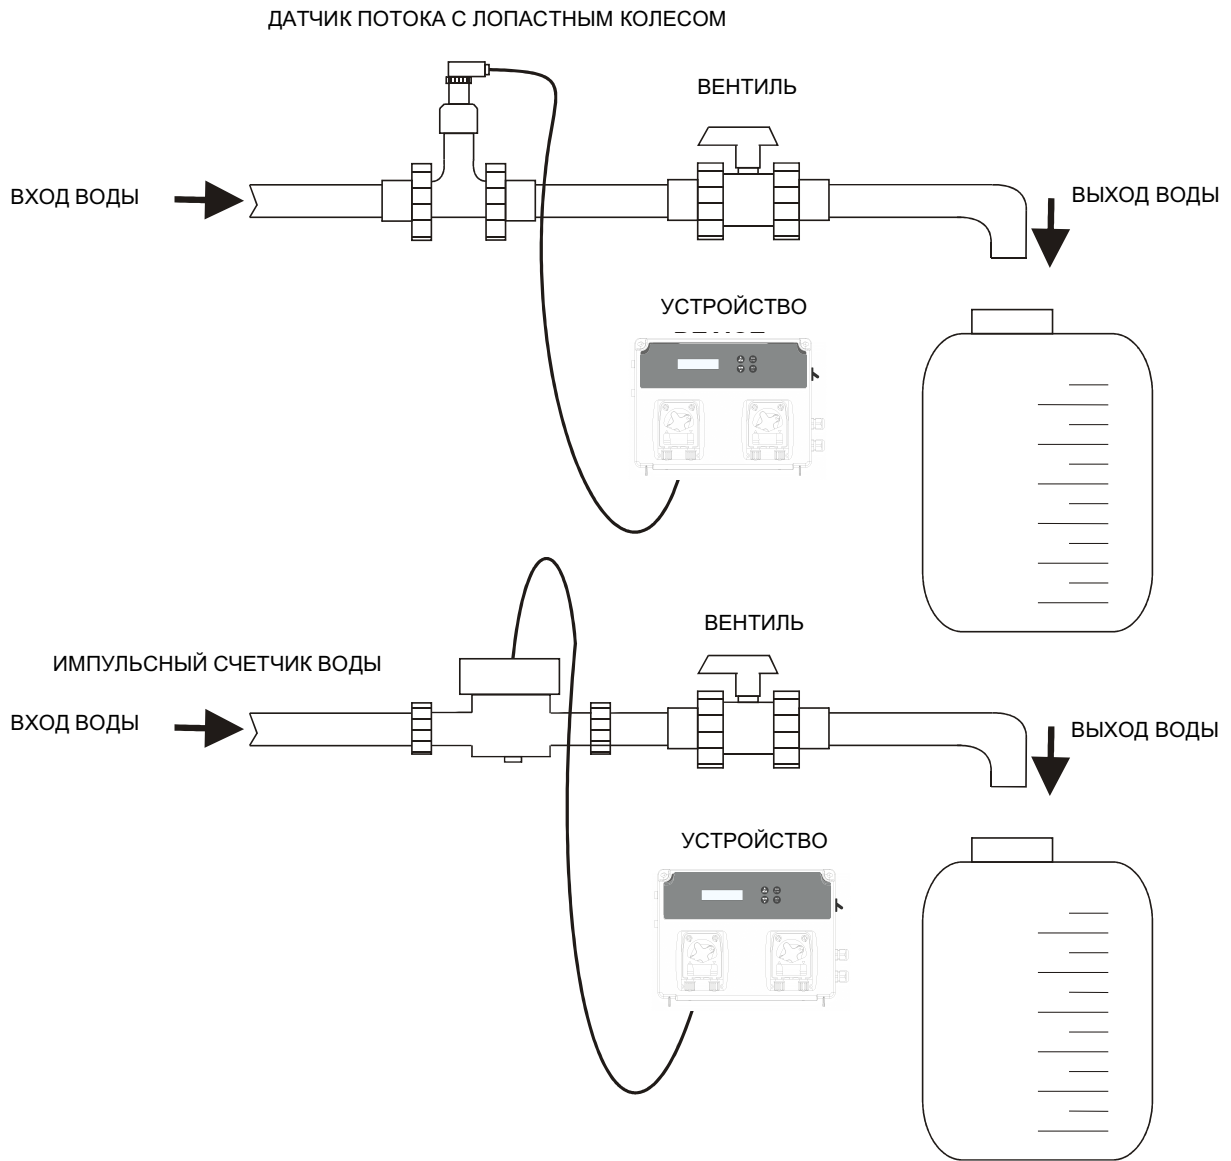 ДАТЧИК ПОТОКА С ЛОПАСТНЫМ КОЛЕСОМ
ВЕНТИЛЬ
ВХОД ВОДЫ
ВЫХОД ВОДЫ
УСТРОЙСТВО
ВЕНТИЛЬ
ИМПУЛЬСНЫЙ СЧЕТЧИК ВОДЫ
ВХОД ВОДЫ
ВЫХОД ВОДЫ
УСТРОЙСТВО